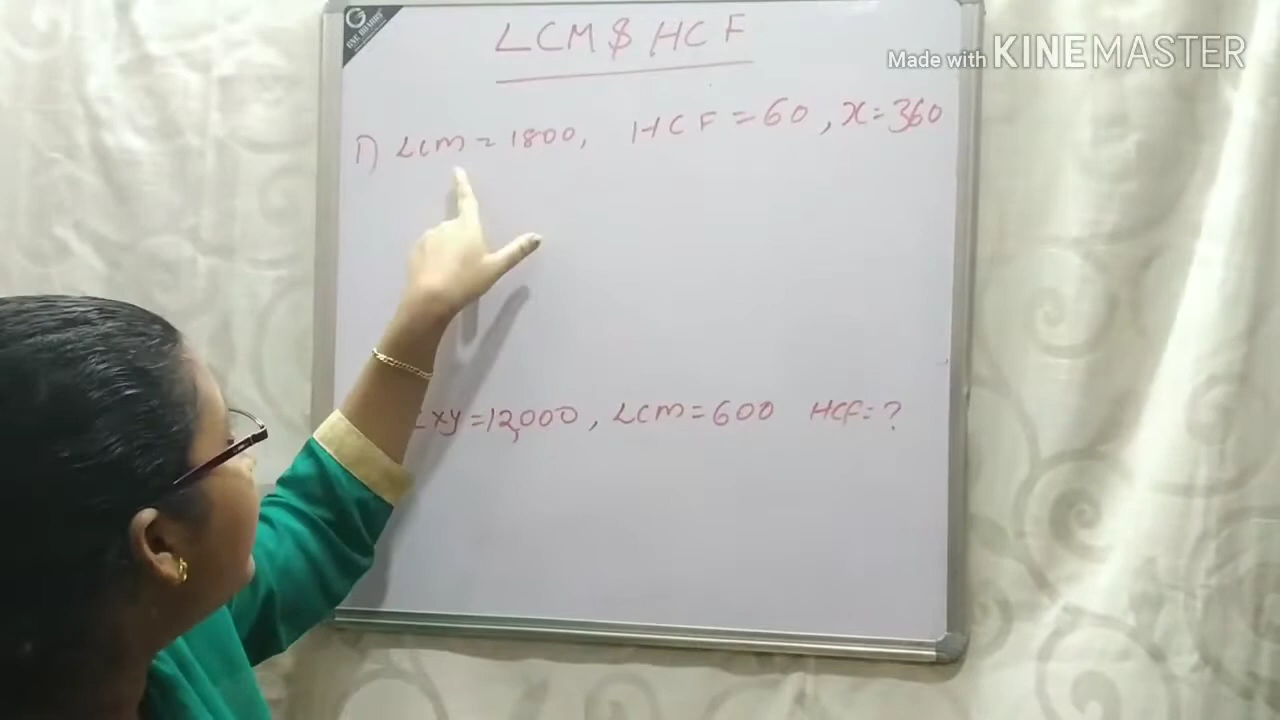 Made with KINEMASTER
LCM $ HCF
1) LCM = 1800, HCF = 60, x = 360
xy = 12,000, LCM = 600 HCF = ?